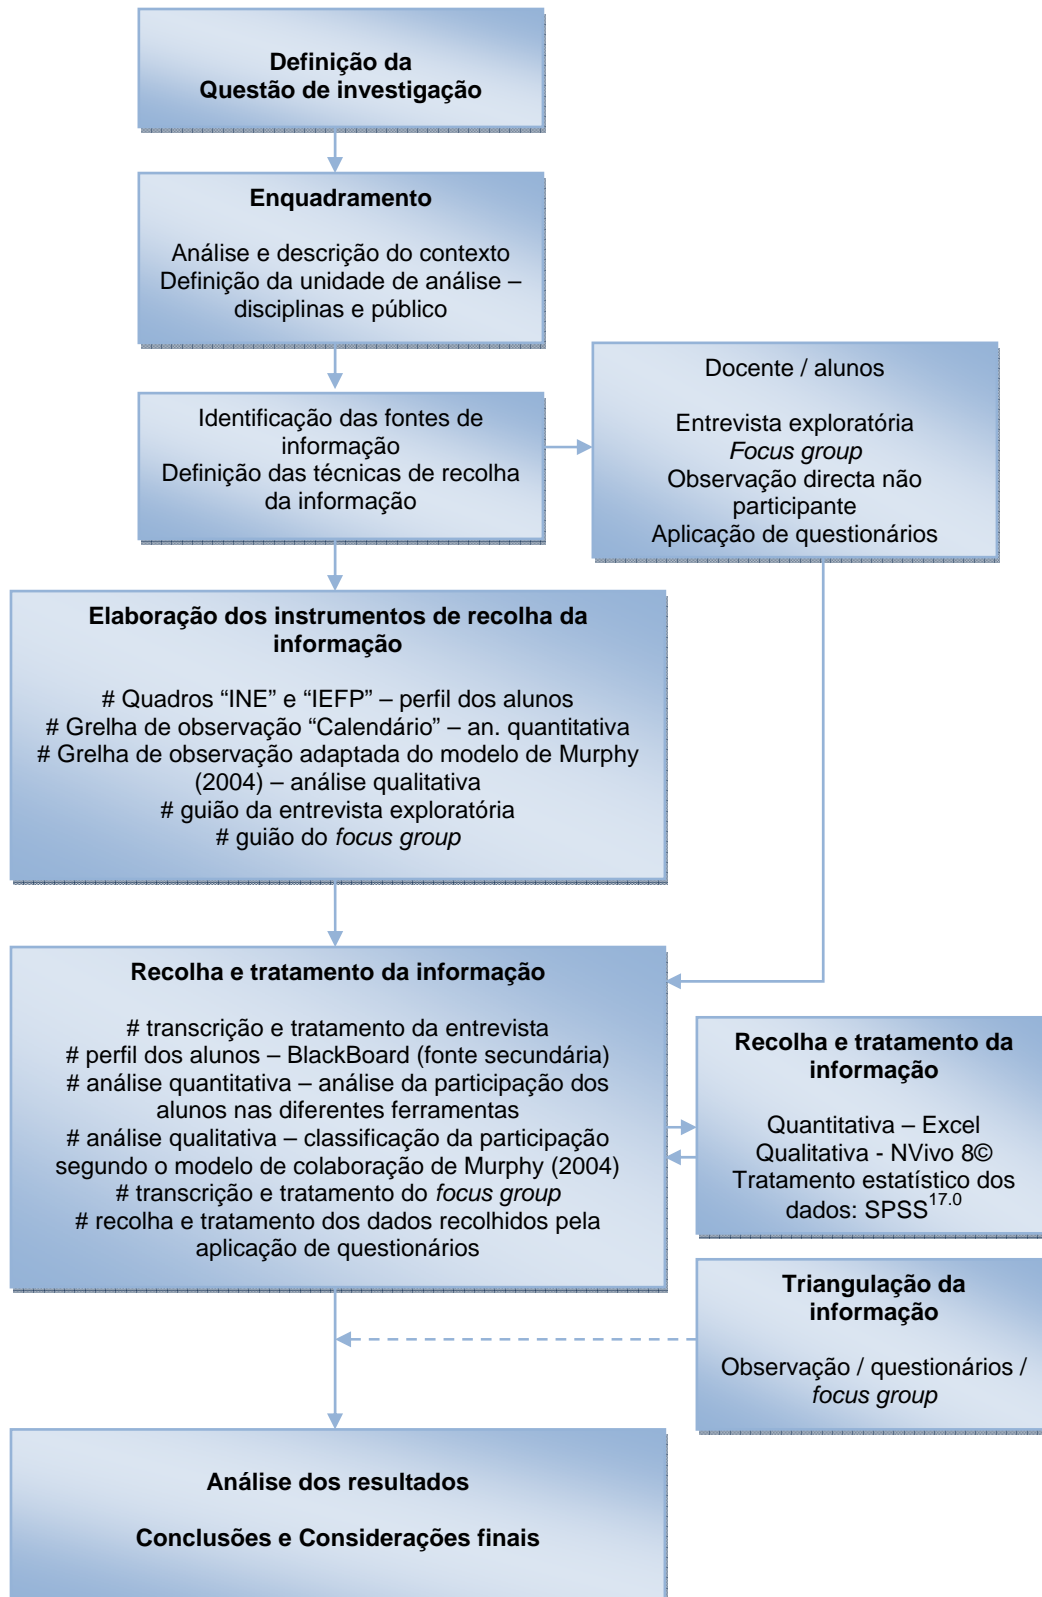 Definição da
Questão de investigação
Enquadramento
Análise e descrição do contexto
Definição da unidade de análise –
disciplinas e público
Identificação das fontes de
informação
Definição das técnicas de recolha
da informação
Docente / alunos
Entrevista exploratória
Focus group
Observação directa não
participante
Aplicação de questionários
Elaboração dos instrumentos de recolha da
informação
# Quadros “INE” e “IEFP” – perfil dos alunos
# Grelha de observação “Calendário” – an. quantitativa
# Grelha de observação adaptada do modelo de Murphy
(2004) – análise qualitativa
# guião da entrevista exploratória
# guião do focus group
Recolha e tratamento da informação
# transcrição e tratamento da entrevista
# perfil dos alunos – BlackBoard (fonte secundária)
# análise quantitativa – análise da participação dos
alunos nas diferentes ferramentas
# análise qualitativa – classificação da participação
segundo o modelo de colaboração de Murphy (2004)
# transcrição e tratamento do focus group
# recolha e tratamento dos dados recolhidos pela
aplicação de questionários
Recolha e tratamento da
informação
Quantitativa – Excel
Qualitativa - NVivo 8©
Tratamento estatístico dos
dados: SPSS17.0
Triangulação da
informação
Observação / questionários /
focus group
Análise dos resultados
Conclusões e Considerações finais